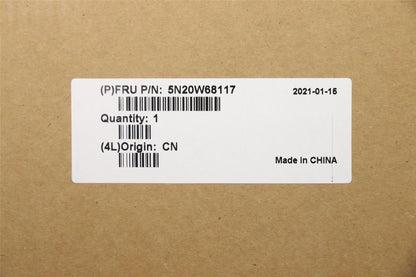 (P)FRU P/N: 5N20W68117
2021-01-15
Quantity: 1
(4L)Origin: CN
Made in CHINA